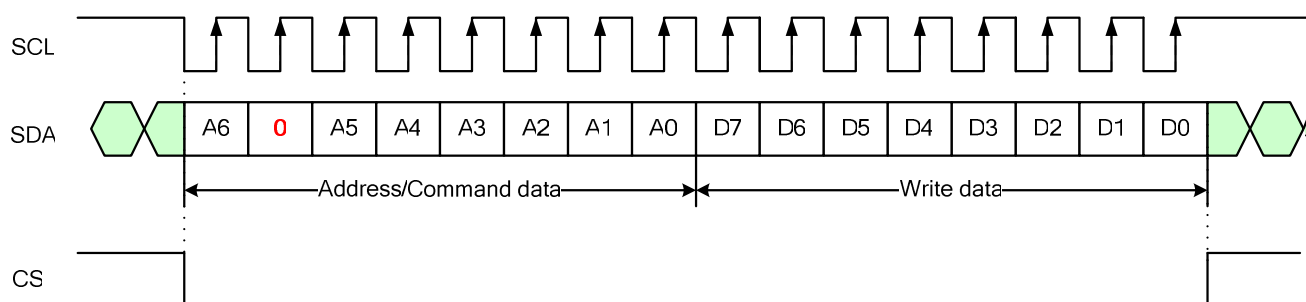 SCL
SDA A6 0 A5 A4 A3 A2 A1 A0 D7 D6 D5 D4 D3 D2 D1 D0
Address/Command data Write data
CS